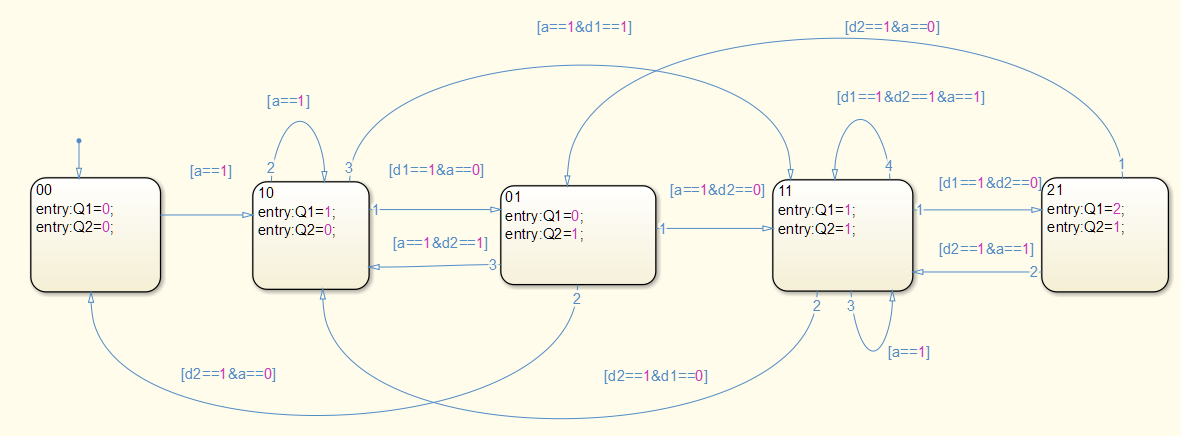 [a==1&d1==1]
[d2==1&a==0]
[a==1]
[d1==1&d2==1&a==1]
2
3
4
1
[a==1]
[d1==1&a==0]
[a==1&d2==0]
[d1==1&d2==0]
00
entry:Q1=0;
entry:Q2=0;
10
entry:Q1=1;
entry:Q2=0;
1
01
entry:Q1=0;
entry:Q2=1;
1
11
entry:Q1=1;
entry:Q2=1;
1
21
entry:Q1=2;
entry:Q2=1;
[a==1&d2==1]
3
[d2==1&a==1]
2
2
2
3
[a==1]
[d2==1&a==0]
[d2==1&d1==0]